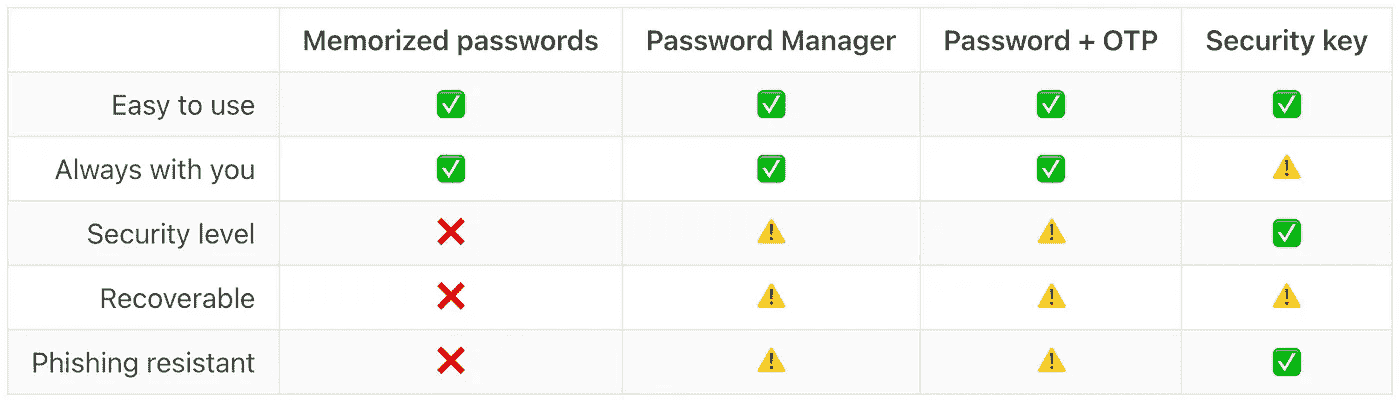 Memorized passwords Password Manager Password + OTP Security key
Easy to use ✅ ✅ ✅ ✅
Always with you ✅ ✅ ✅ ⚠️
Security level ❌ ⚠️ ⚠️ ✅
Recoverable ❌ ⚠️ ⚠️ ⚠️
Phishing resistant ❌ ⚠️ ⚠️ ✅